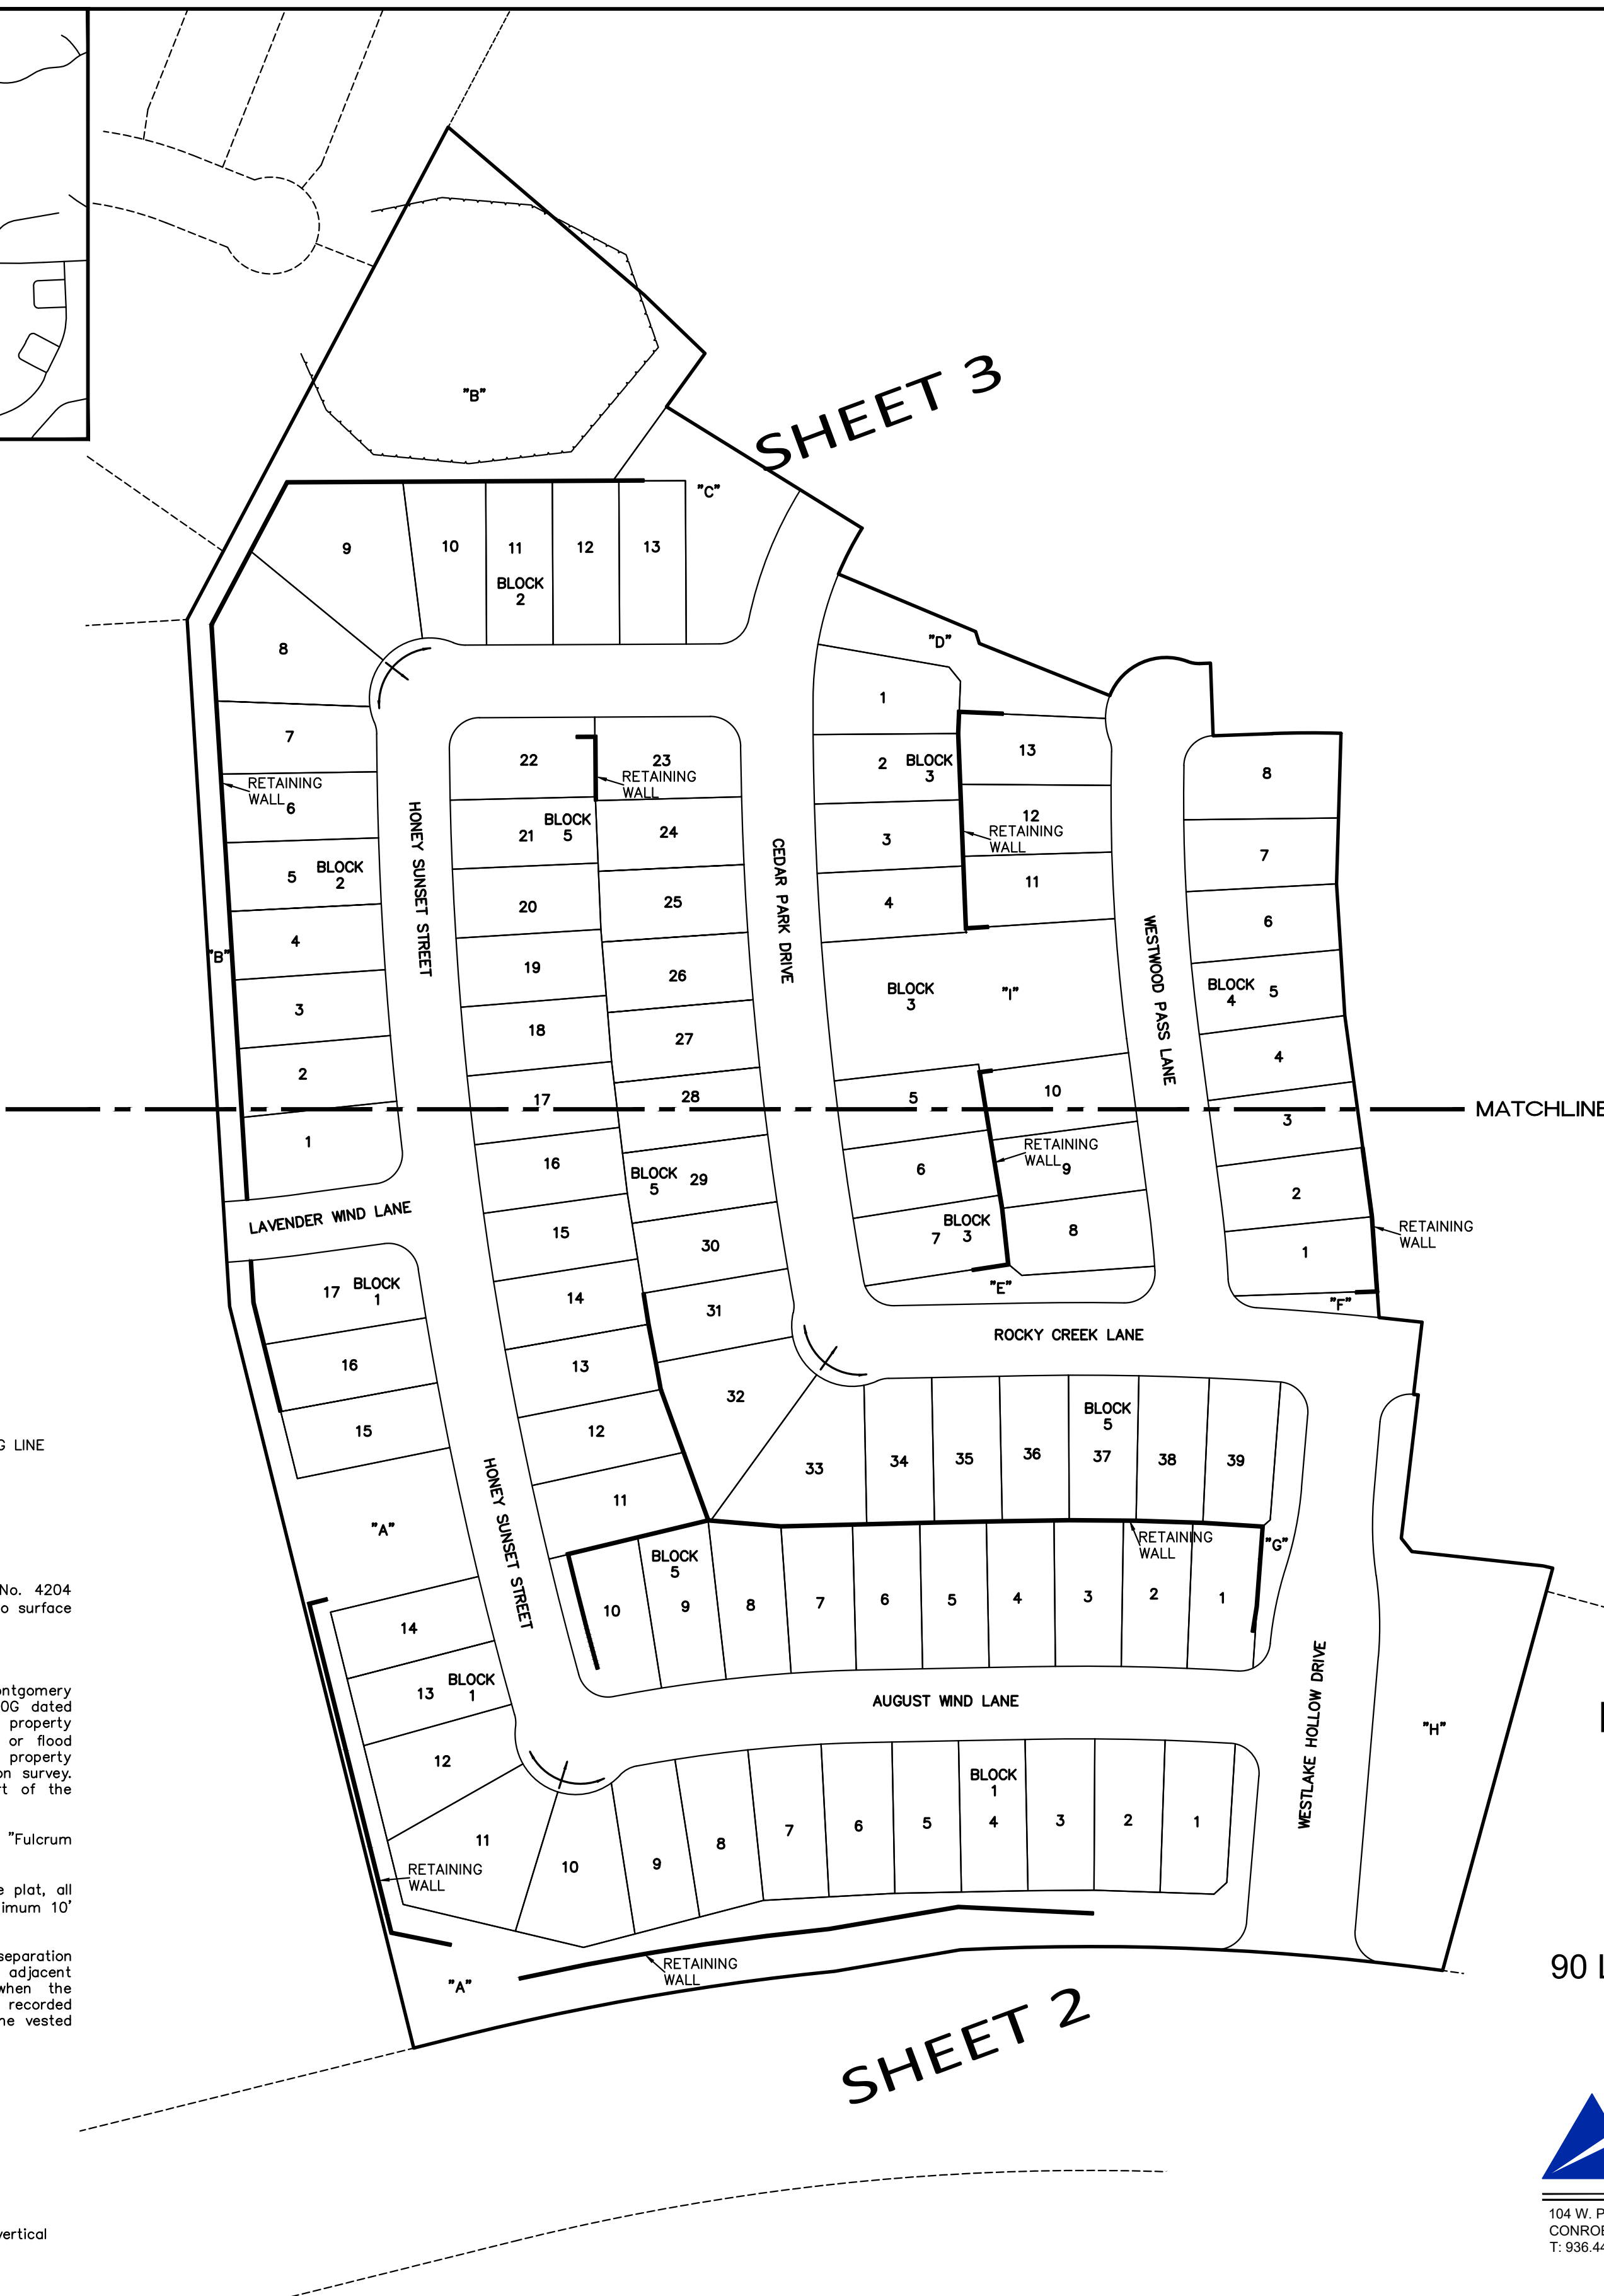 SHEET 3
"B"
"C"
9
10
11
12
13
BLOCK
2
8
"D"
7
RETAINING
WALL
6
5
BLOCK
2
4
3
2
1
"B"
HONEY SUNSET STREET
22
23
RETAINING
WALL
21
BLOCK
5
24
20
25
19
26
18
27
17
28
16
BLOCK
5
29
15
30
14
31
13
32
12
11
CEDAR PARK DRIVE
1
2
BLOCK
3
3
4
13
12
RETAINING
WALL
11
BLOCK
3
"I"
5
10
6
RETAINING
WALL
9
7
BLOCK
3
8
"E"
WESTWOOD PASS LANE
8
7
6
BLOCK
4
5
4
3
2
1
RETAINING
WALL
"F"
MATCHLINE
LAVENDER WIND LANE
17
BLOCK
1
16
15
"A"
14
13
BLOCK
1
12
11
RETAINING
WALL
HONEY SUNSET STREET
ROCKY CREEK LANE
33
34
35
36
BLOCK
5
37
38
39
RETAINING
WALL
"G"
10
BLOCK
5
9
8
7
6
5
4
3
2
1
AUGUST WIND LANE
WESTLAKE HOLLOW DRIVE
"H"
10
9
8
7
6
5
BLOCK
1
4
3
2
1
RETAINING
WALL
"A"
SHEET 2
G LINE
No. 4204
o surface
ontgomery
0G dated
property
or flood
property
on survey.
rt of the
"Fulcrum
e plat, all
imum 10'
separation
adjacent
when the
recorded
he vested
vertical
90 L
104 W. P
CONROE
T: 936.44